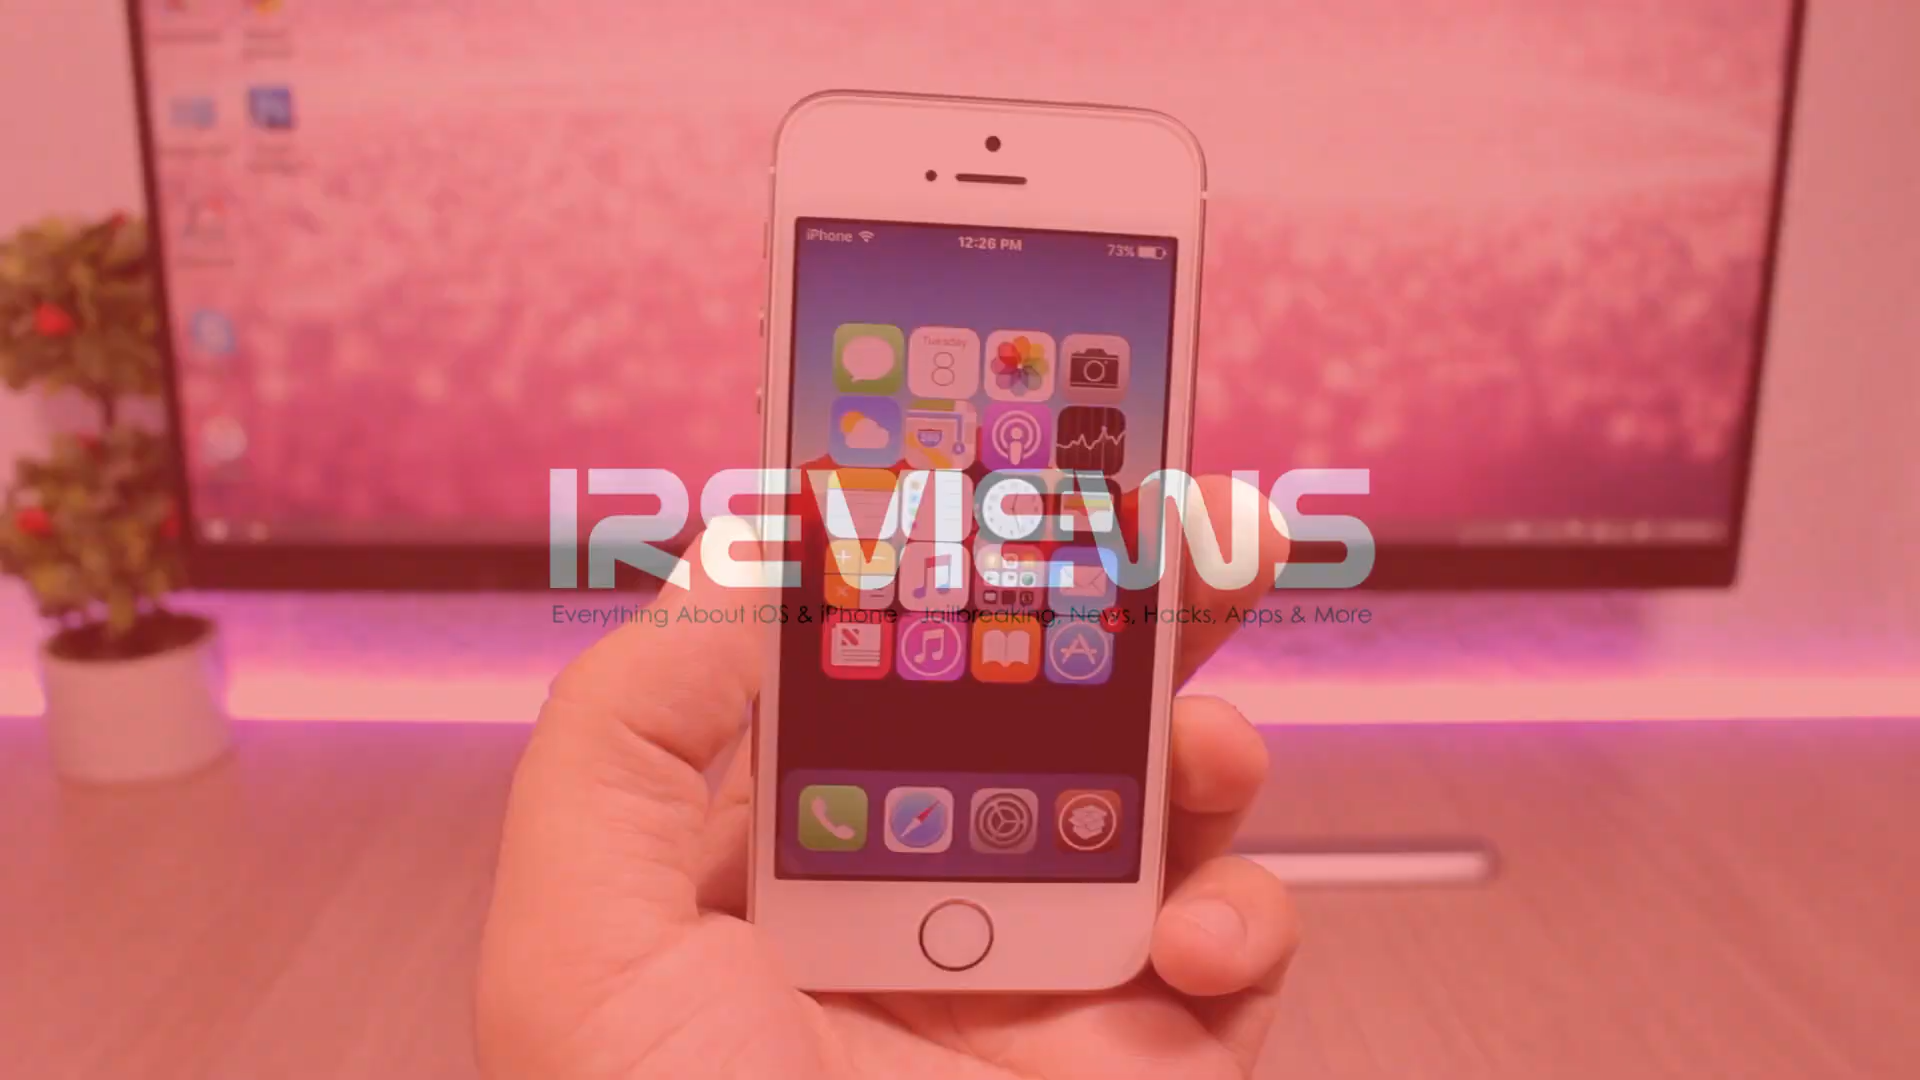 iPhone
12:26 PM
73%
Tuesday
8
IREVIEWS
Everything About iOS & iPhone - Jailbreaking, News, Hacks, Apps & More